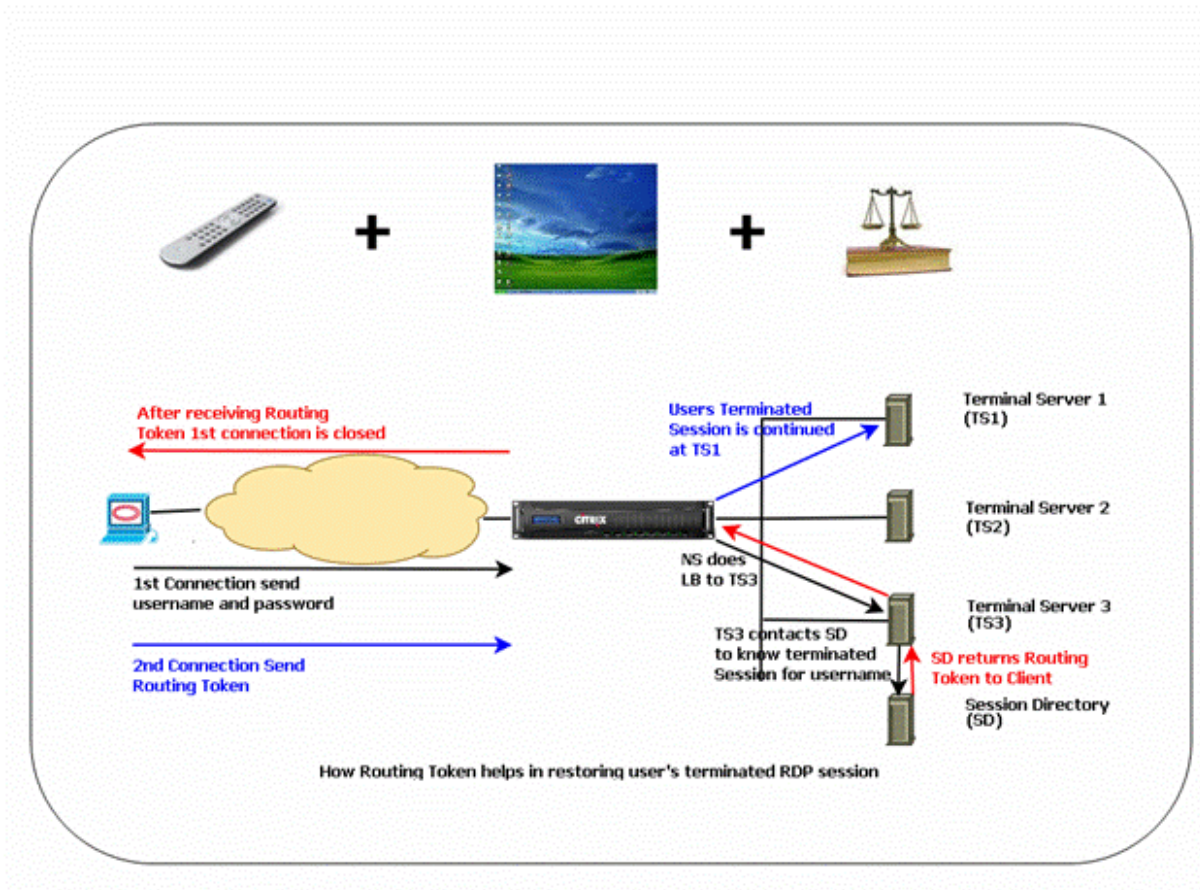 After receiving Routing
Token 1st connection is closed
Users Terminated
Session is continued
at TS1
Terminal Server 1
(TS1)
CITRIX
Terminal Server 2
(TS2)
NS does
LB to TS3
1st Connection send
username and password
Terminal Server 3
(TS3)
TS3 contacts SD
to know terminated
Session for username
2nd Connection Send
Routing Token
SD returns Routing
Token to Client
Session Directory
(SD)
How Routing Token helps in restoring user's terminated RDP session